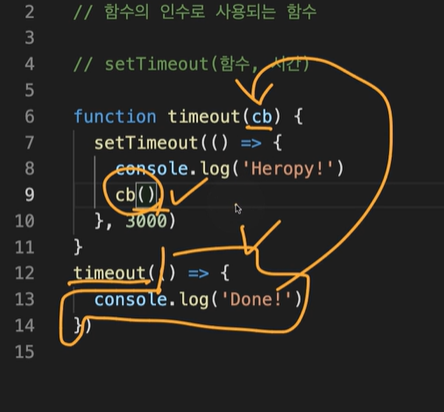 2 // 함수의 인수로 사용되는 함수
3
4 // setTimeout(함수, 시간)
5
6 function timeout(cb) {
7 setTimeout(() => {
8 console.log('Heropy!')
9 cb()
10 }, 3000)
11 }
12 timeout(() => {
13 console.log('Done!')
14 })
15